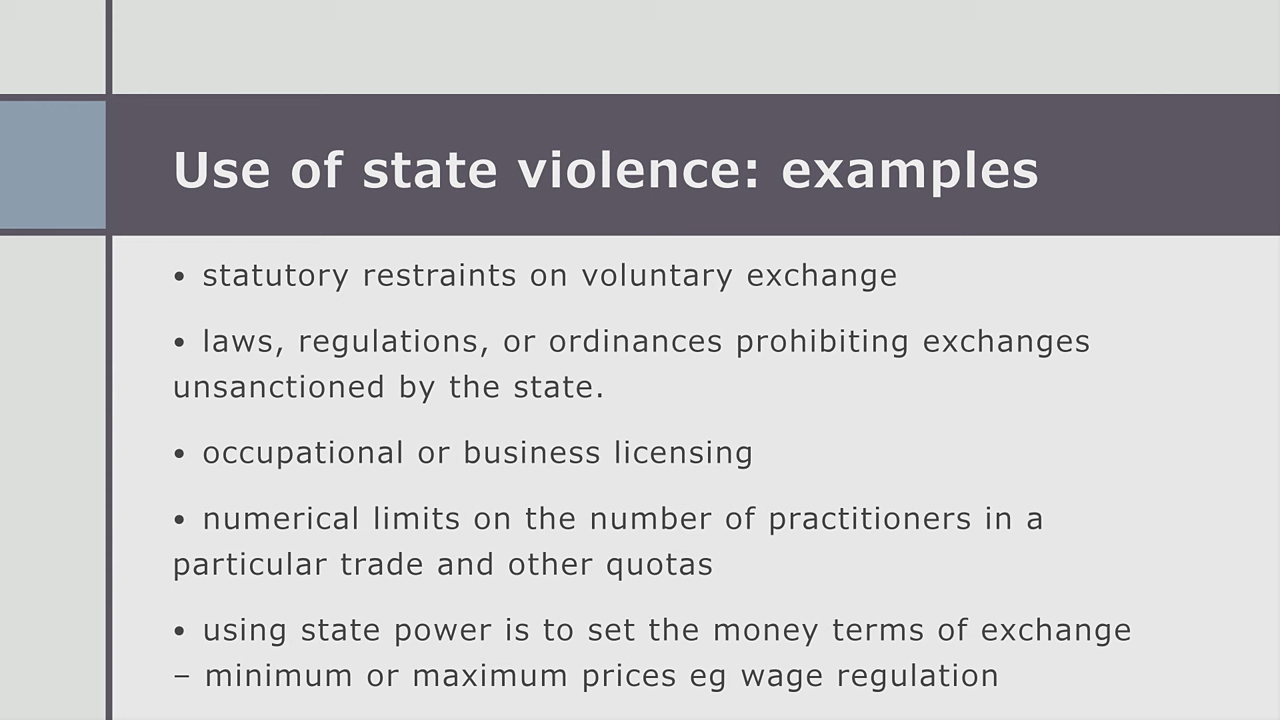 Use of state violence: examples
• statutory restraints on voluntary exchange
• laws, regulations, or ordinances prohibiting exchanges
unsanctioned by the state.
• occupational or business licensing
• numerical limits on the number of practitioners in a
particular trade and other quotas
• using state power is to set the money terms of exchange
– minimum or maximum prices eg wage regulation